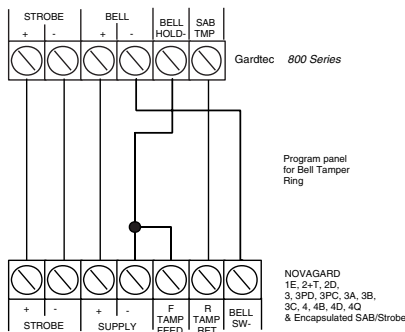 STROBE BELL BELL SAB
HOLD- TMP
+ - + -
Gardtec 800 Series
Program panel
for Bell Tamper
Ring
NOVAGARD
1E, 2+T, 2D,
3, 3PD, 3PC, 3A, 3B,
3C, 4, 4B, 4D, 4Q
& Encapsulated SAB/Strobe
+ - + - F R BELL
TAMP TAMP SW-
STROBE SUPPLY FEED RET